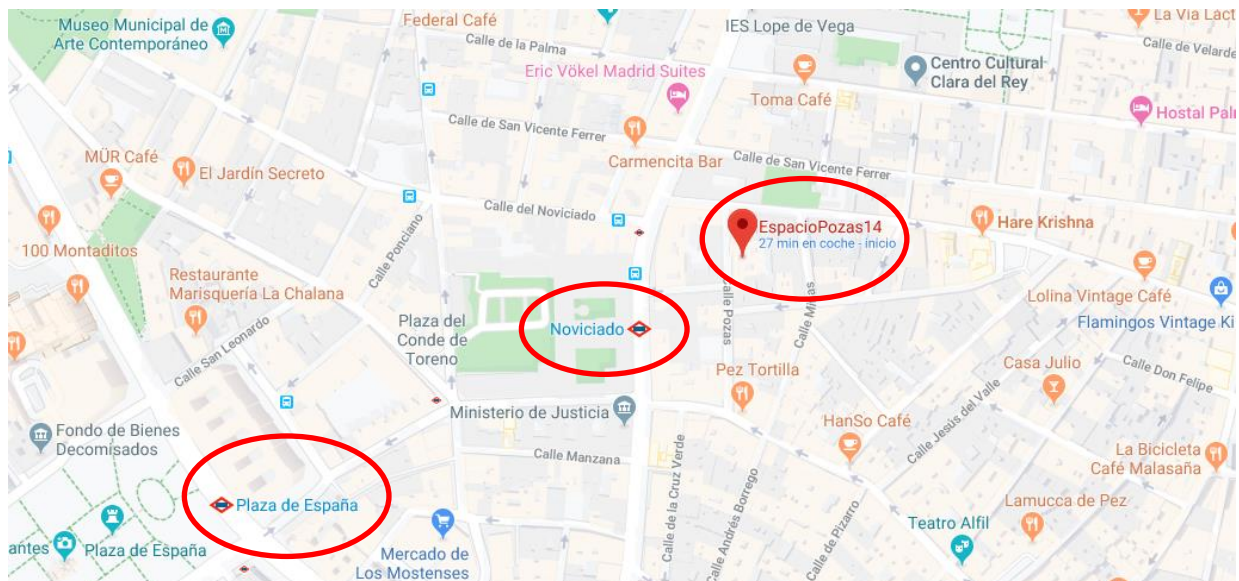 Museo Municipal de
Arte Contemporáneo
Federal Café
Calle de la Palma
IES Lope de Vega
La Vía Láct
Calle de Velarde
Eric Vökel Madrid Suites
Toma Café
Centro Cultural
Clara del Rey
Hostal Palm
Calle de San Vicente Ferrer
MÜR Café
El Jardín Secreto
Carmencita Bar
Calle de San Vicente Ferrer
Calle del Noviciado
EspacioPozas14
27 min en coche - inicio
Hare Krishna
100 Montaditos
Calle Ponciano
Restaurante
Marisquería La Chalana
Calle Pozas
Calle Minas
Lolina Vintage Café
Plaza del
Conde de
Toreno
Noviciado
Flamingos Vintage Ki
Calle San Leonardo
Pez Tortilla
Casa Julio
Calle Don Felipe
Ministerio de Justicia
HanSo Café
Calle Jesús del Valle
Fondo de Bienes
Decomisados
Calle Manzana
La Bicicleta
Café Malasaña
Calle de la Cruz Verde
Calle Andrés Borrego
Calle de Pizarro
Plaza de España
Lamucca de Pez
Teatro Alfil
antes
Plaza de España
Mercado de
Los Mostenses